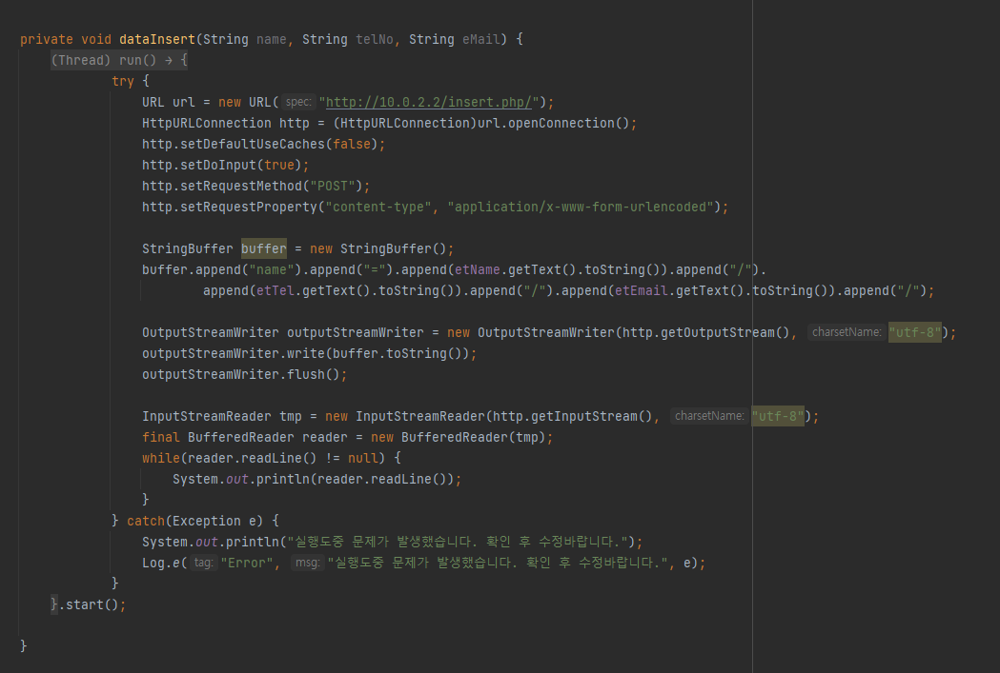 private void dataInsert(String name, String telNo, String eMail) {
(Thread) run() → {
try {
URL url = new URL( spec: "http://10.0.2.2/insert.php/");
HttpURLConnection http = (HttpURLConnection)url.openConnection();
http.setDefaultUseCaches(false);
http.setDoInput(true);
http.setRequestMethod("POST");
http.setRequestProperty("content-type", "application/x-www-form-urlencoded");
StringBuffer buffer = new StringBuffer();
buffer.append("name").append("=").append(etName.getText().toString()).append("/").
append(etTel.getText().toString()).append("/").append(etEmail.getText().toString()).append("/");
OutputStreamWriter outputStreamWriter = new OutputStreamWriter(http.getOutputStream(), charsetName: "utf-8");
outputStreamWriter.write(buffer.toString());
outputStreamWriter.flush();
InputStreamReader tmp = new InputStreamReader(http.getInputStream(), charsetName: "utf-8");
final BufferedReader reader = new BufferedReader(tmp);
while(reader.readLine() != null) {
System.out.println(reader.readLine());
}
} catch(Exception e) {
System.out.println("실행도중 문제가 발생했습니다. 확인 후 수정바랍니다.");
Log.e( tag: "Error", msg: "실행도중 문제가 발생했습니다. 확인 후 수정바랍니다.", e);
}
}.start();
}